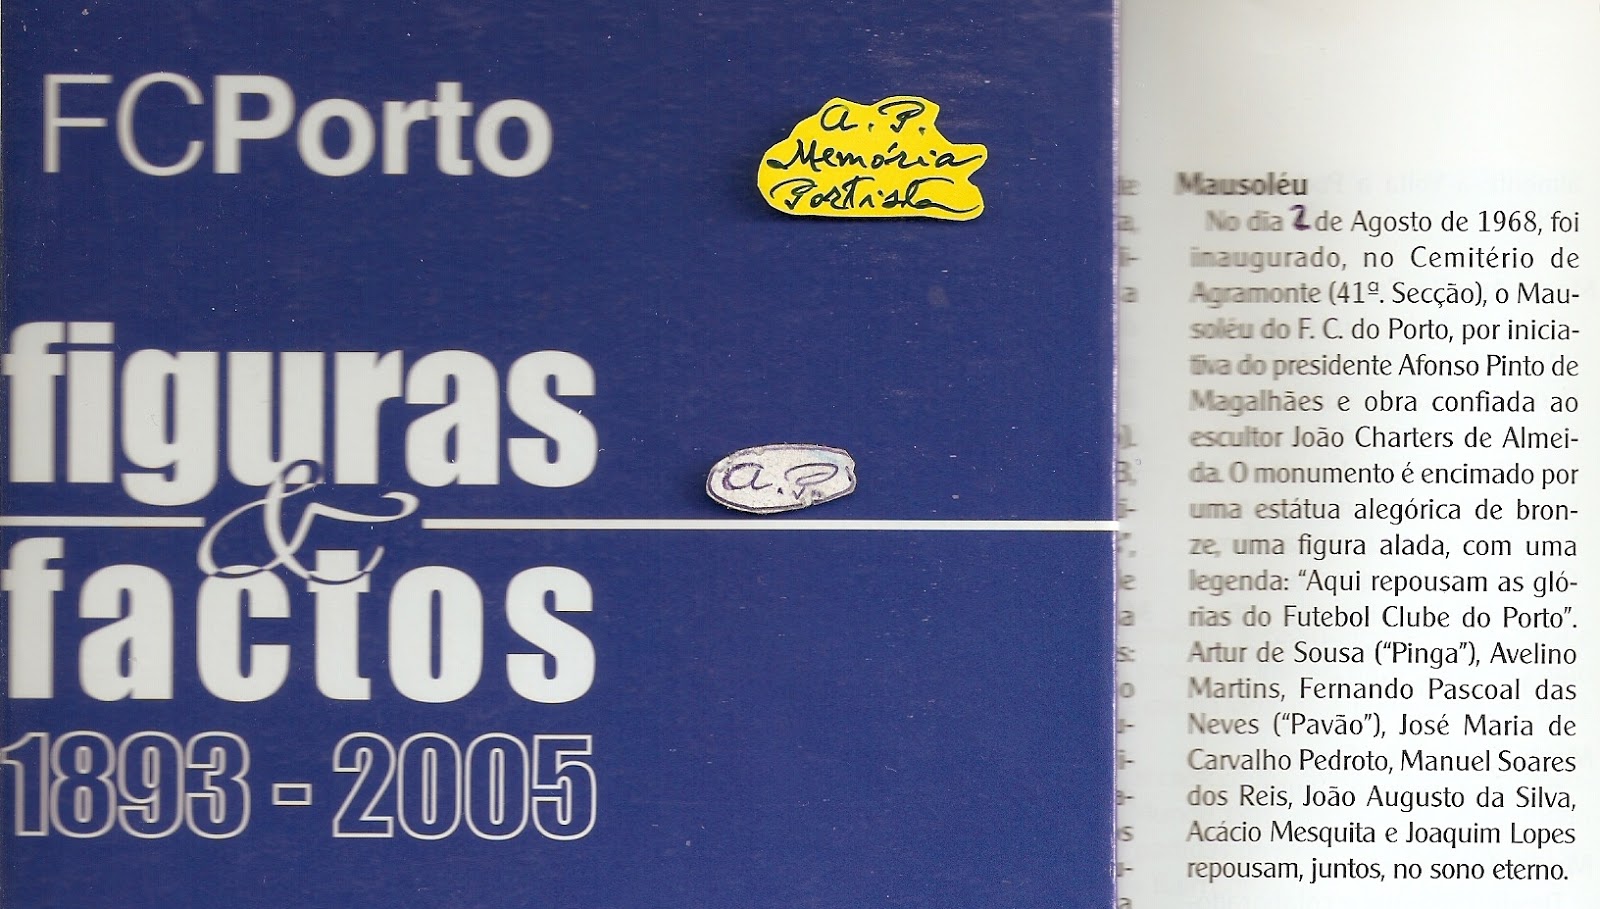 FCPorto
A. P.
Memória
Portista
figuras
&
factos
A.P.
1893 - 2005
Mausoléu
No dia 2 de Agosto de 1968, foi
inaugurado, no Cemitério de
Agramonte (41ª. Secção), o Mau-
soléu do F. C. do Porto, por inicia-
tiva do presidente Afonso Pinto de
Magalhães e obra confiada ao
escultor João Charters de Almei-
da. O monumento é encimado por
uma estátua alegórica de bron-
ze, uma figura alada, com uma
legenda: “Aqui repousam as gló-
rias do Futebol Clube do Porto”.
Artur de Sousa (“Pinga”), Avelino
Martins, Fernando Pascoal das
Neves (“Pavão”), José Maria de
Carvalho Pedroto, Manuel Soares
dos Reis, João Augusto da Silva,
Acácio Mesquita e Joaquim Lopes
repousam, juntos, no sono eterno.